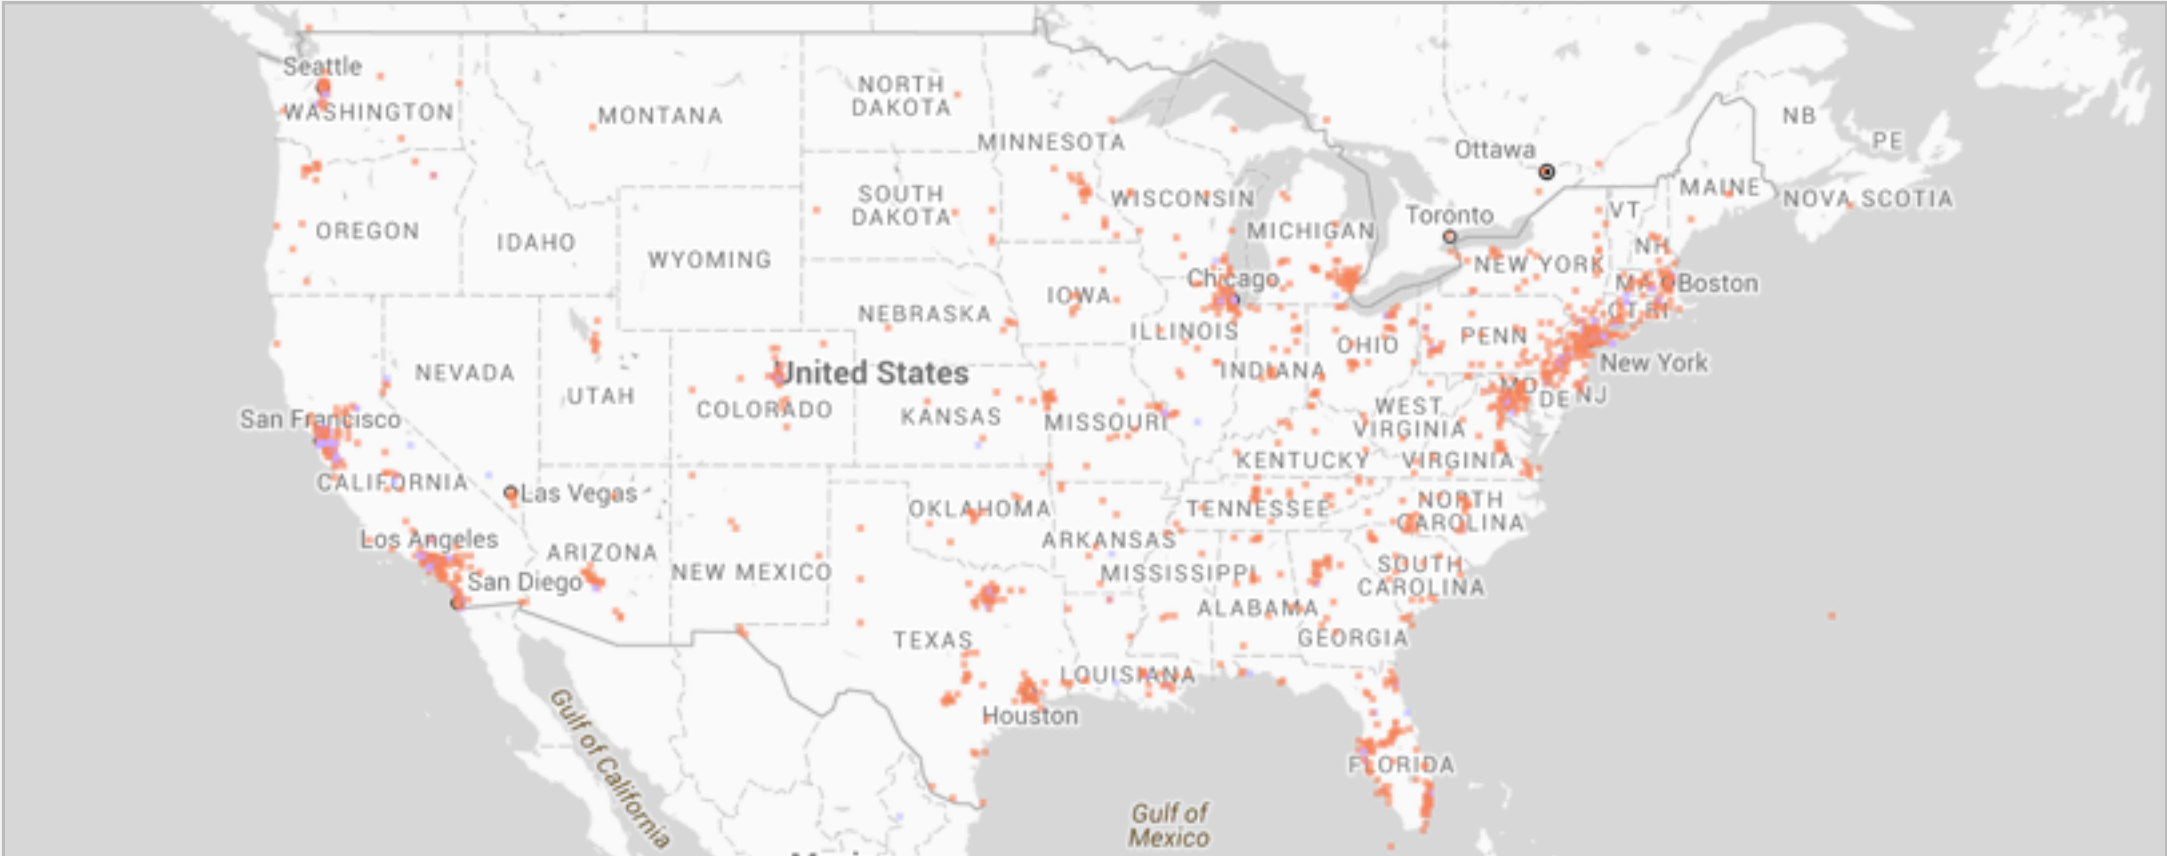 Seattle
WASHINGTON
MONTANA
NORTH
DAKOTA
MINNESOTA
Ottawa
NB
PE
OREGON
IDAHO
WYOMING
SOUTH
DAKOTA
WISCONSIN
MICHIGAN
Toronto
VT
MAINE
NOVA SCOTIA
NH
NEW YORK
Chicago
MA
Boston
CT RI
IOWA
NEBRASKA
ILLINOIS
OHIO
PENN
New York
NEVADA
UTAH
United States
COLORADO
KANSAS
MISSOURI
INDIANA
WEST
VIRGINIA
MD
DE NJ
San Francisco
CALIFORNIA
Las Vegas
KENTUCKY
VIRGINIA
OKLAHOMA
TENNESSEE
NORTH
CAROLINA
Los Angeles
ARIZONA
San Diego
NEW MEXICO
ARKANSAS
MISSISSIPPI
SOUTH
CAROLINA
ALABAMA
GEORGIA
TEXAS
LOUISIANA
Houston
Gulf of California
FLORIDA
Gulf of
Mexico